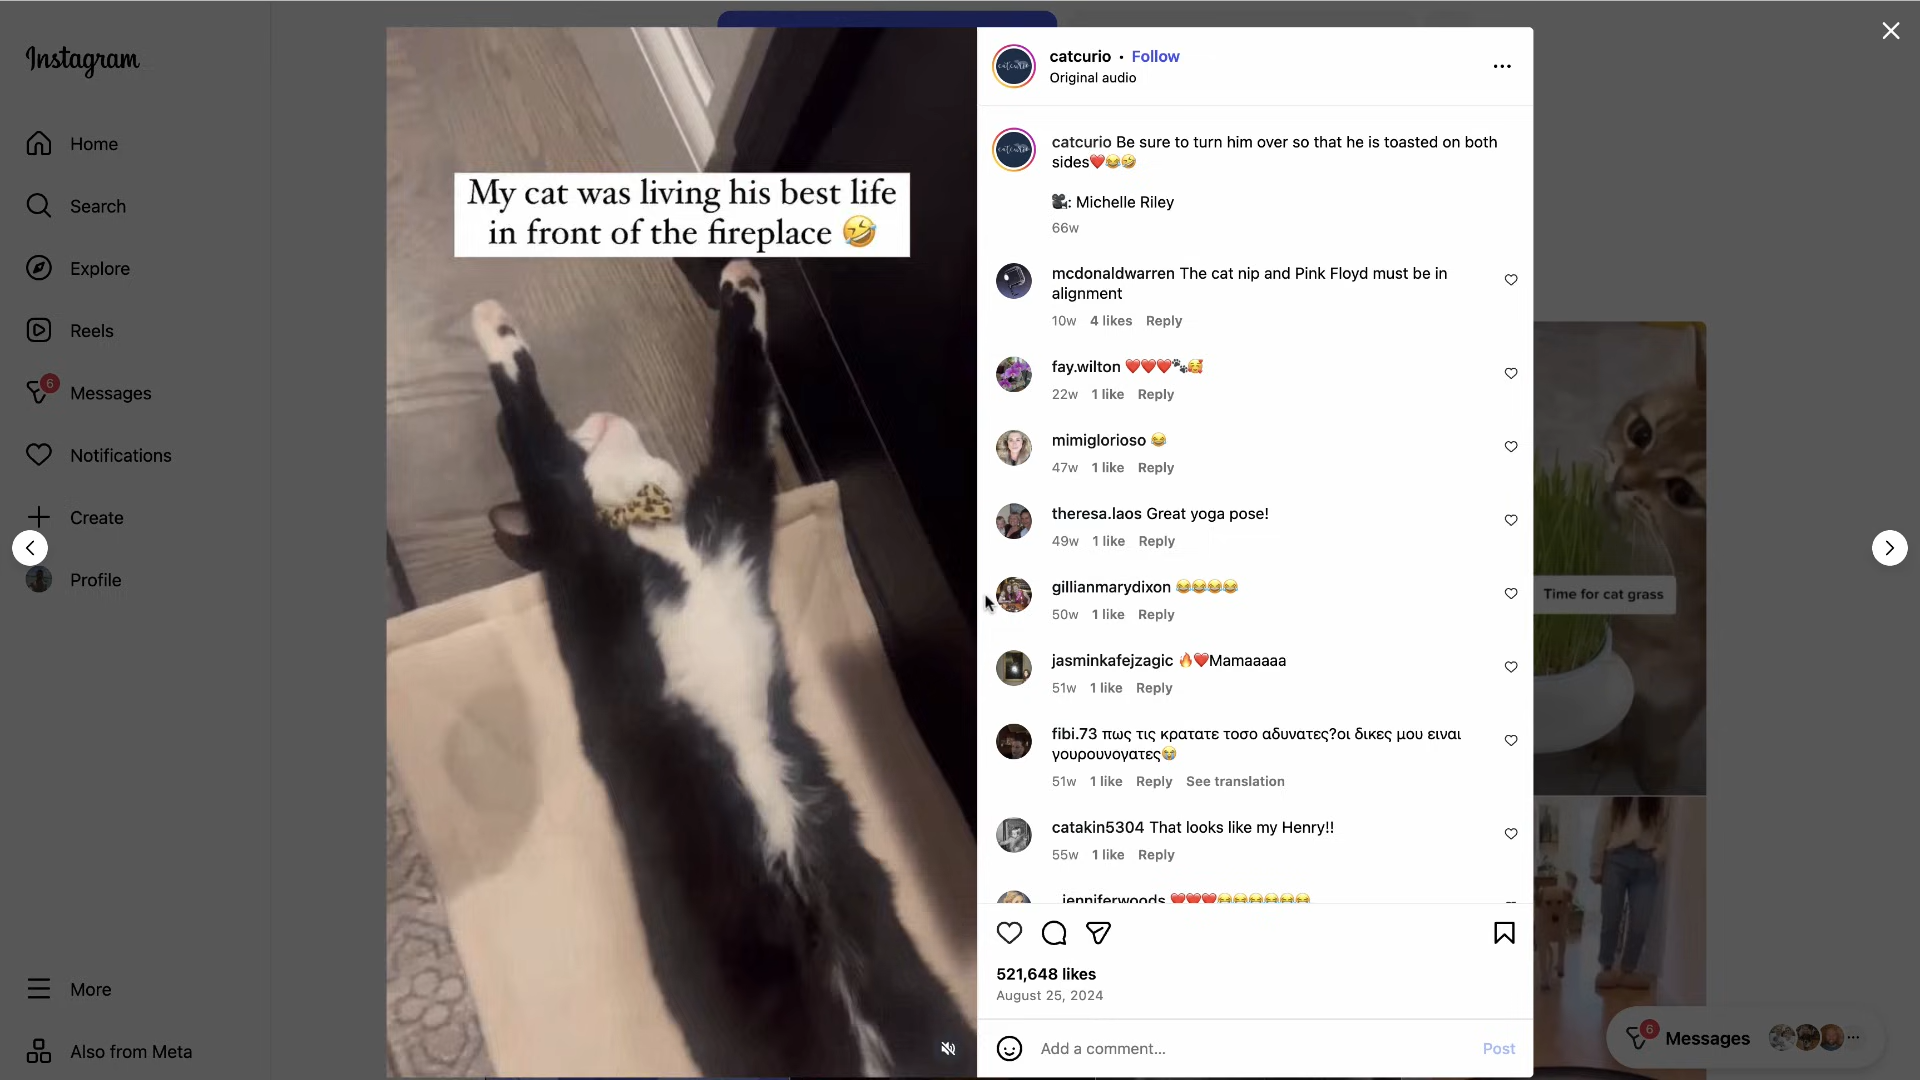 Instagram
Home
Search
Explore
Reels
6
Messages
Notifications
Create
Profile
More
Also from Meta
My cat was living his best life
in front of the fireplace 🤣
catcurio • Follow
Original audio
catcurio Be sure to turn him over so that he is toasted on both
sides❤️😂🤣
🎥: Michelle Riley
66w
mcdonaldwarren The cat nip and Pink Floyd must be in
alignment
10w 4 likes Reply
fay.wilton ❤️❤️❤️🐾🥰
22w 1 like Reply
mimiglorioso 😂
47w 1 like Reply
theresa.laos Great yoga pose!
49w 1 like Reply
gillianmarydixon 😂😂😂😂
50w 1 like Reply
jasminkafejzagic 🔥❤️Mamaaaaa
51w 1 like Reply
fibi.73 πως τις κρατατε τοσο αδυνατες?οι δικες μου ειναι
γουρουνογατες😭
51w 1 like Reply See translation
catakin5304 That looks like my Henry!!
55w 1 like Reply
_jenniferwoods ❤️❤️❤️😂😂😂😂😂😂
521,648 likes
August 25, 2024
Add a comment...
Post
Time for cat grass
6
Messages